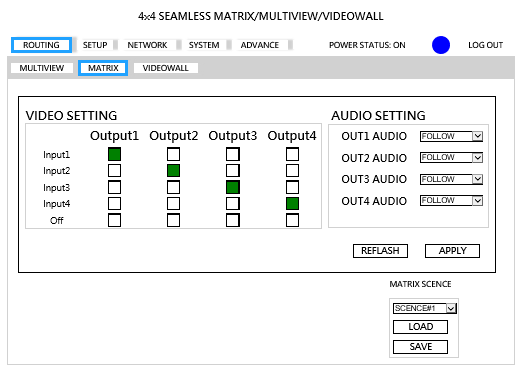 4x4 SEAMLESS MATRIX/MULTIVIEW/VIDEOWALL
ROUTING SETUP NETWORK SYSTEM ADVANCE POWER STATUS: ON LOG OUT
MULTIVIEW MATRIX VIDEOWALL
VIDEO SETTING
Output1 Output2 Output3 Output4
Input1
Input2
Input3
Input4
Off
AUDIO SETTING
OUT1 AUDIO FOLLOW
OUT2 AUDIO FOLLOW
OUT3 AUDIO FOLLOW
OUT4 AUDIO FOLLOW
REFLASH APPLY
MATRIX SCENCE
SCENCE#1
LOAD
SAVE